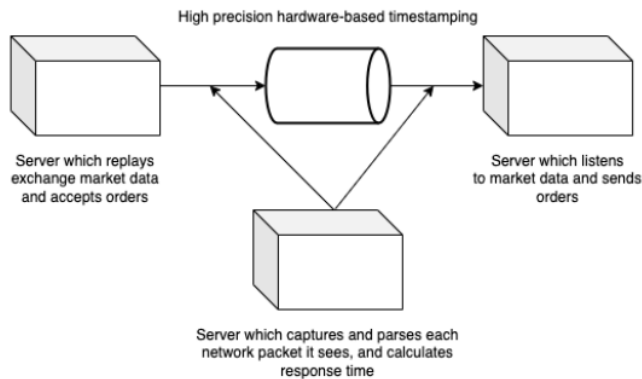 High precision hardware-based timestamping
Server which replays
exchange market data
and accepts orders
Server which listens
to market data and sends
orders
Server which captures and parses each
network packet it sees, and calculates
response time